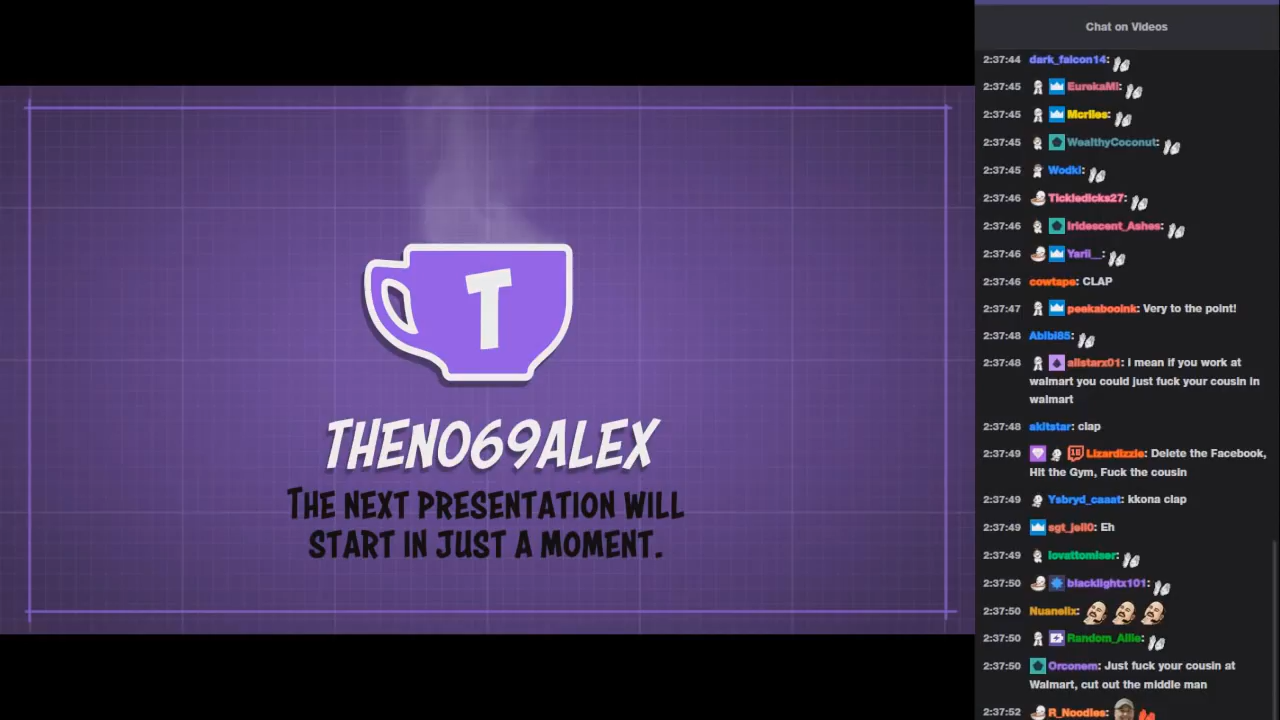 T
THENO69ALEX
THE NEXT PRESENTATION WILL
START IN JUST A MOMENT.
Chat on Videos
2:37:44 dark_falcon14:
2:37:45 EurekaMI:
2:37:45 Mcrlles:
2:37:45 WealthyCoconut:
2:37:45 Wodki:
2:37:46 Tickledicks27:
2:37:46 Iridescent_Ashes:
2:37:46 Yarii__:
2:37:46 cowtape: CLAP
2:37:47 peekabooink: Very to the point!
2:37:48 Abibi85:
2:37:48 allstarx01: i mean if you work at
walmart you could just fuck your cousin in
walmart
2:37:48 akitstar: clap
2:37:49 Lizardizzle: Delete the Facebook,
Hit the Gym, Fuck the cousin
2:37:49 Ysbryd_caaat: kkona clap
2:37:49 sgt_jell0: Eh
2:37:49 lovattomiser:
2:37:50 blacklightx101:
2:37:50 Nuanelix:
2:37:50 Random_Allie:
2:37:50 Orconem: Just fuck your cousin at
Walmart, cut out the middle man
2:37:52 R_Noodles: